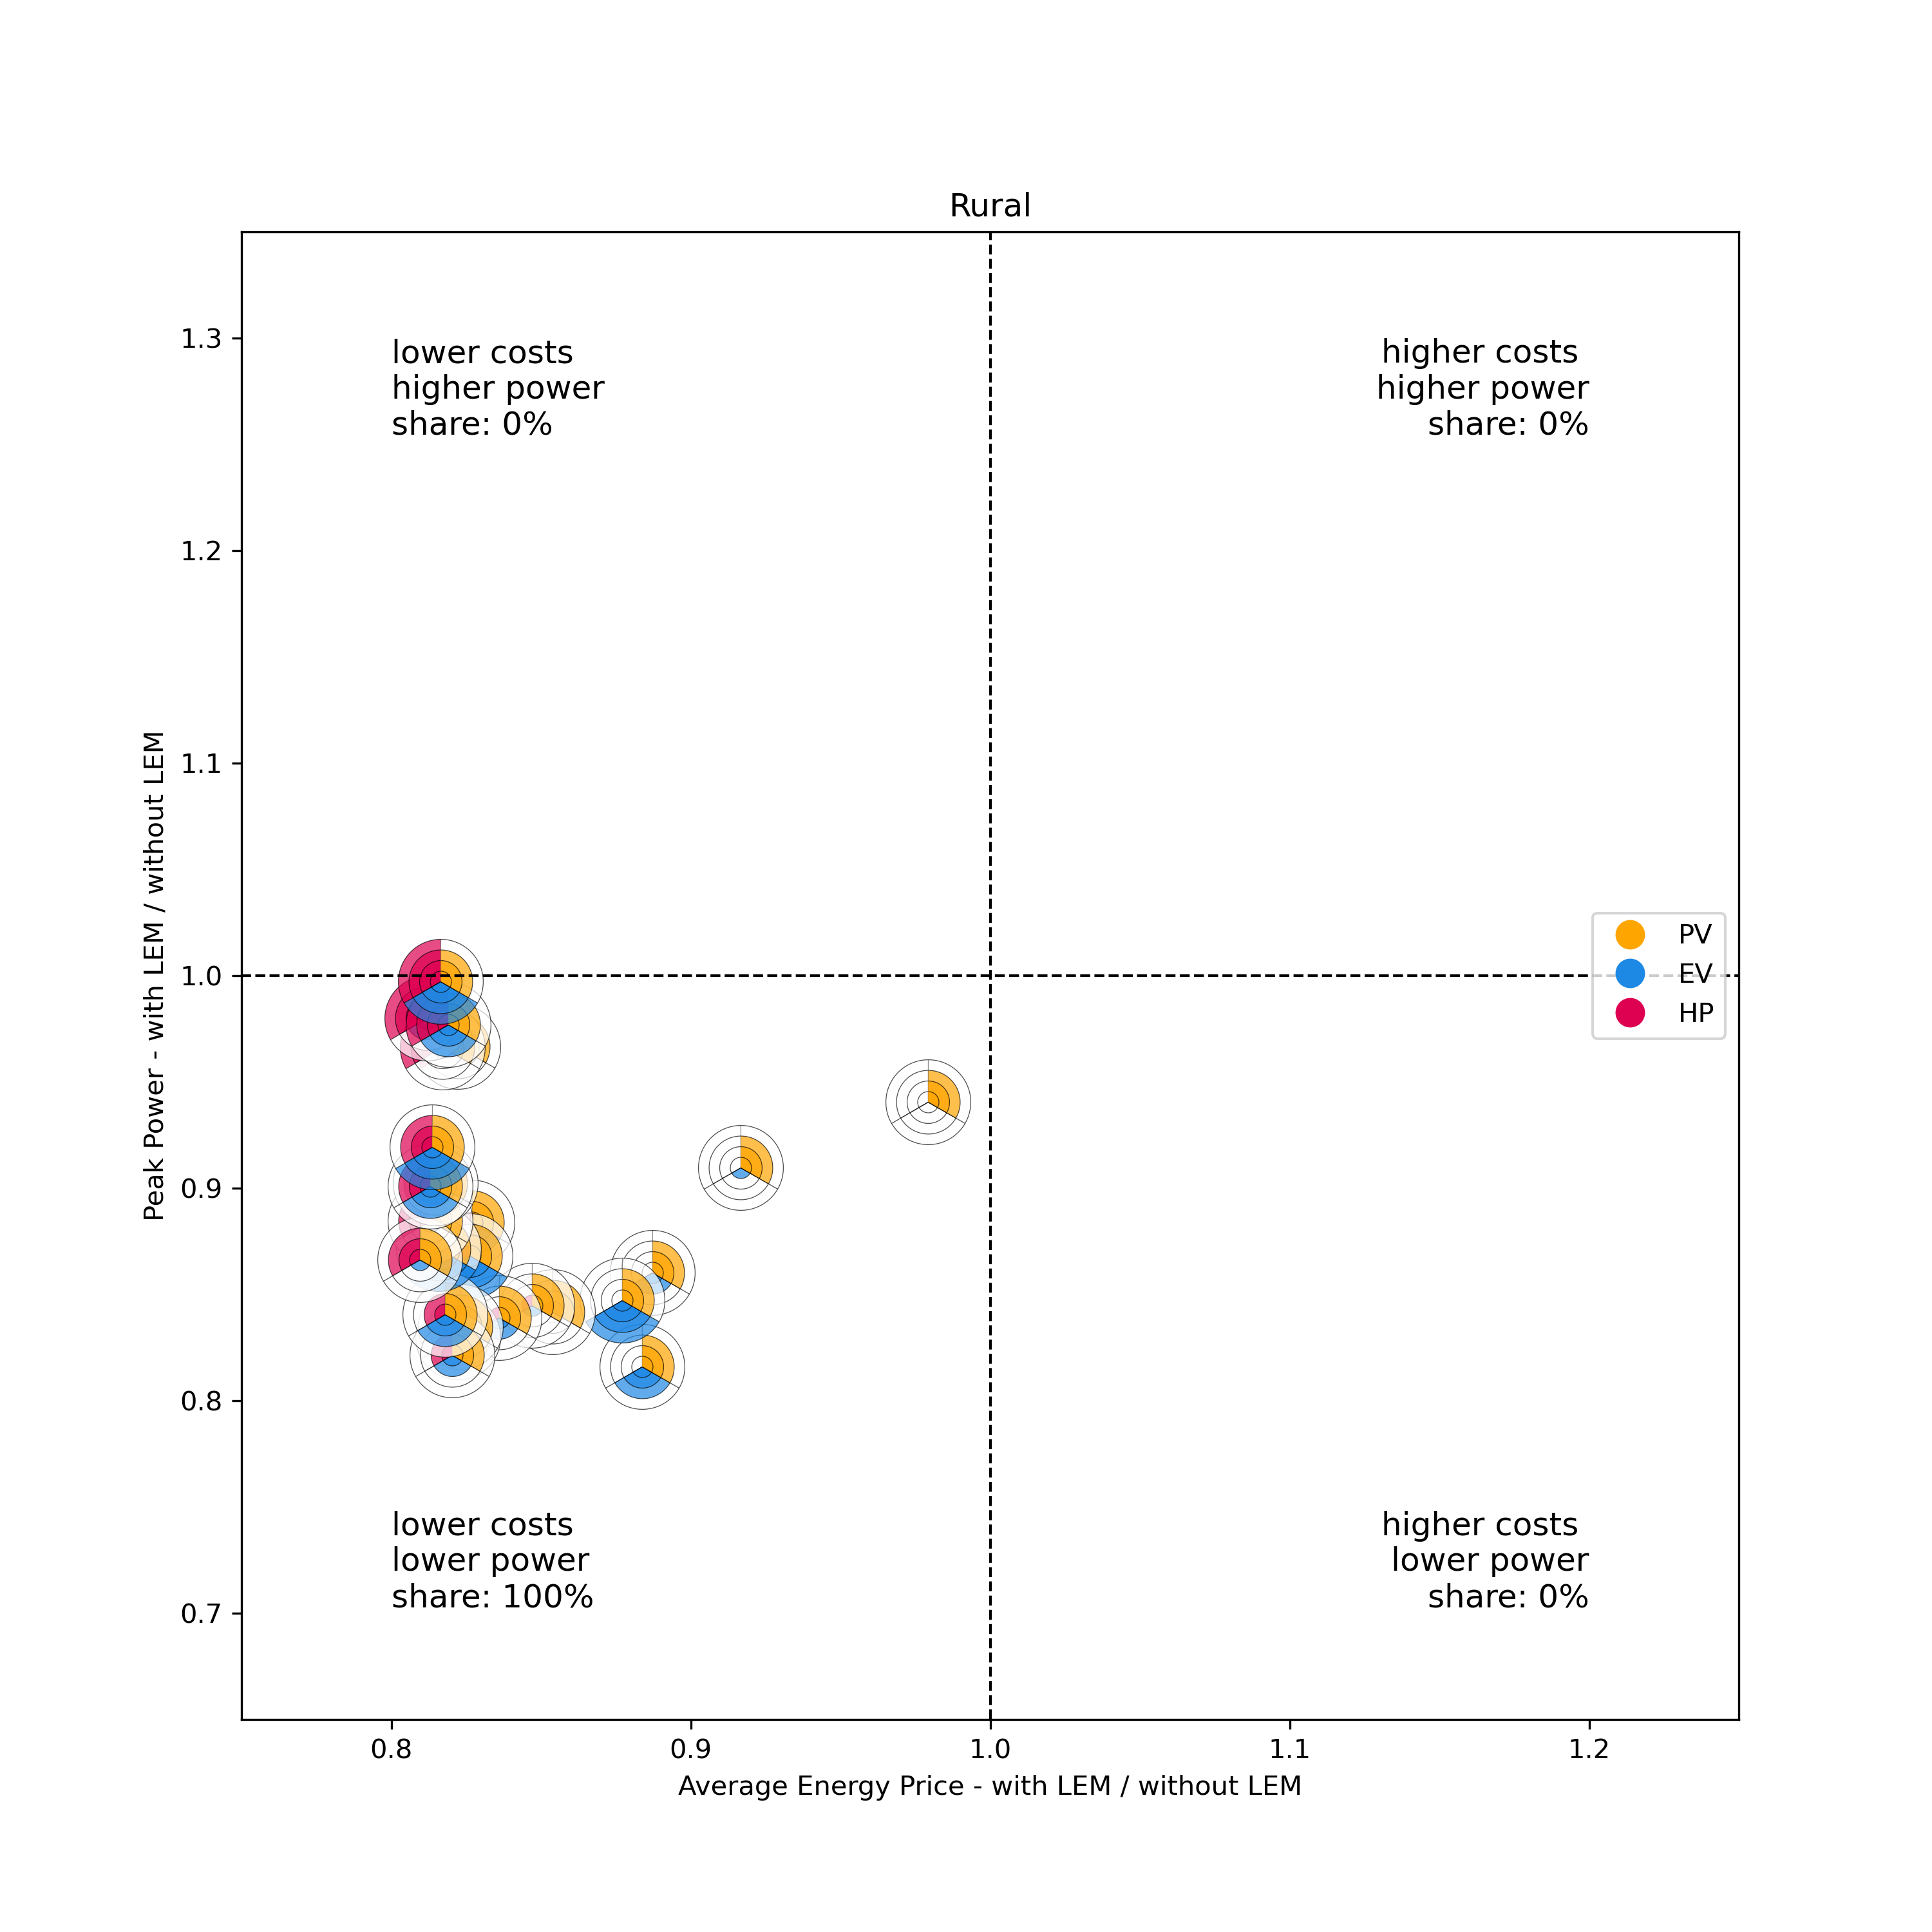 Rural
lower costs
higher power
share: 0%
higher costs
higher power
share: 0%
1.3
1.2
1.1
1.0
0.9
0.8
0.7
Peak Power - with LEM / without LEM
PV
EV
HP
lower costs
lower power
share: 100%
higher costs
lower power
share: 0%
0.8
0.9
1.0
1.1
1.2
Average Energy Price - with LEM / without LEM